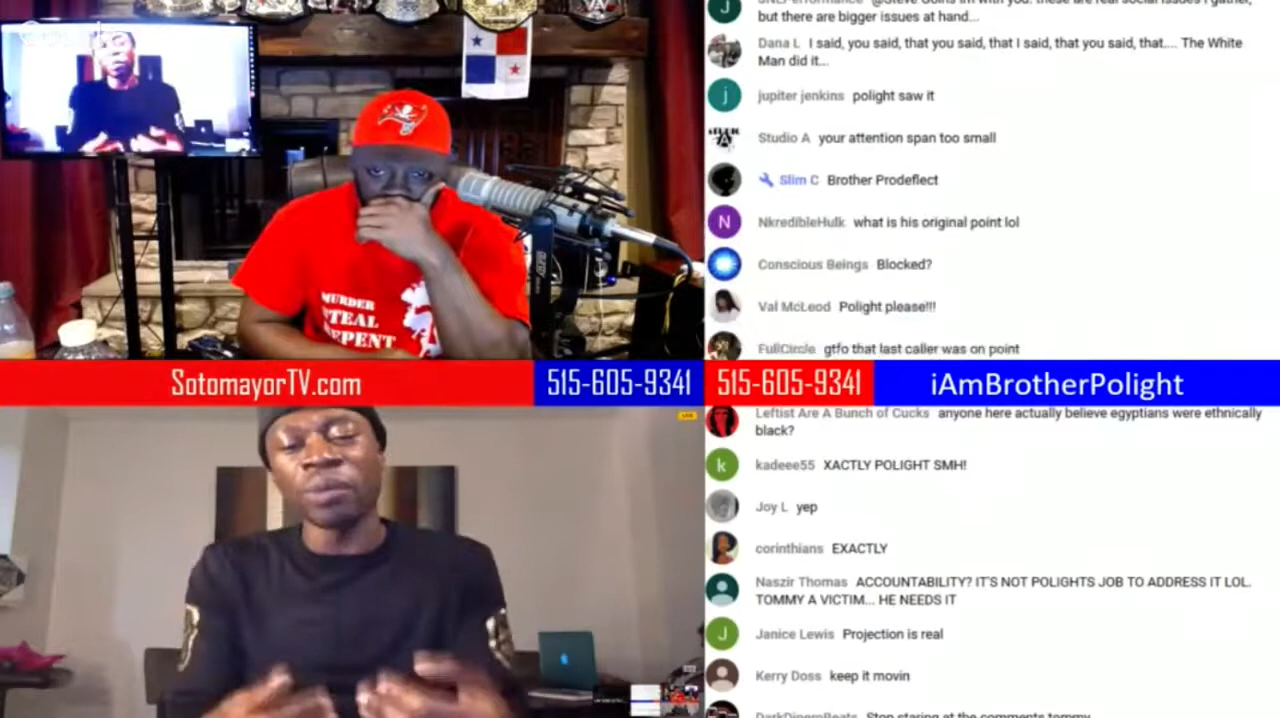 but there are bigger issues at hand...
Dana L I said, you said, that you said, that I said, that you said, that.... The White
Man did it...
j jupiter jenkins polight saw it
Studio A your attention span too small
Slim C Brother Prodeflect
N NkredibleHulk what is his original point lol
Conscious Beings Blocked?
Val McLeod Polight please!!!
FullCircle gtfo that last caller was on point
MURDER
STEAL
REPENT
SotomayorTV.com 515-605-9341 515-605-9341 iAmBrotherPolight
Leftist Are A Bunch of Cucks anyone here actually believe egyptians were ethnically
black?
k kadeee55 XACTLY POLIGHT SMH!
Joy L yep
corinthians EXACTLY
Naszir Thomas ACCOUNTABILITY? IT'S NOT POLIGHTS JOB TO ADDRESS IT LOL.
TOMMY A VICTIM... HE NEEDS IT
J Janice Lewis Projection is real
Kerry Doss keep it movin
Stop staring at the comments tommy